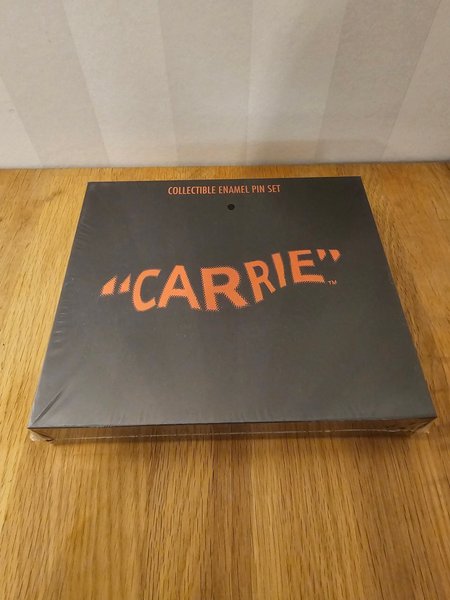 COLLECTIBLE ENAMEL PIN SET
“CARRIE”™